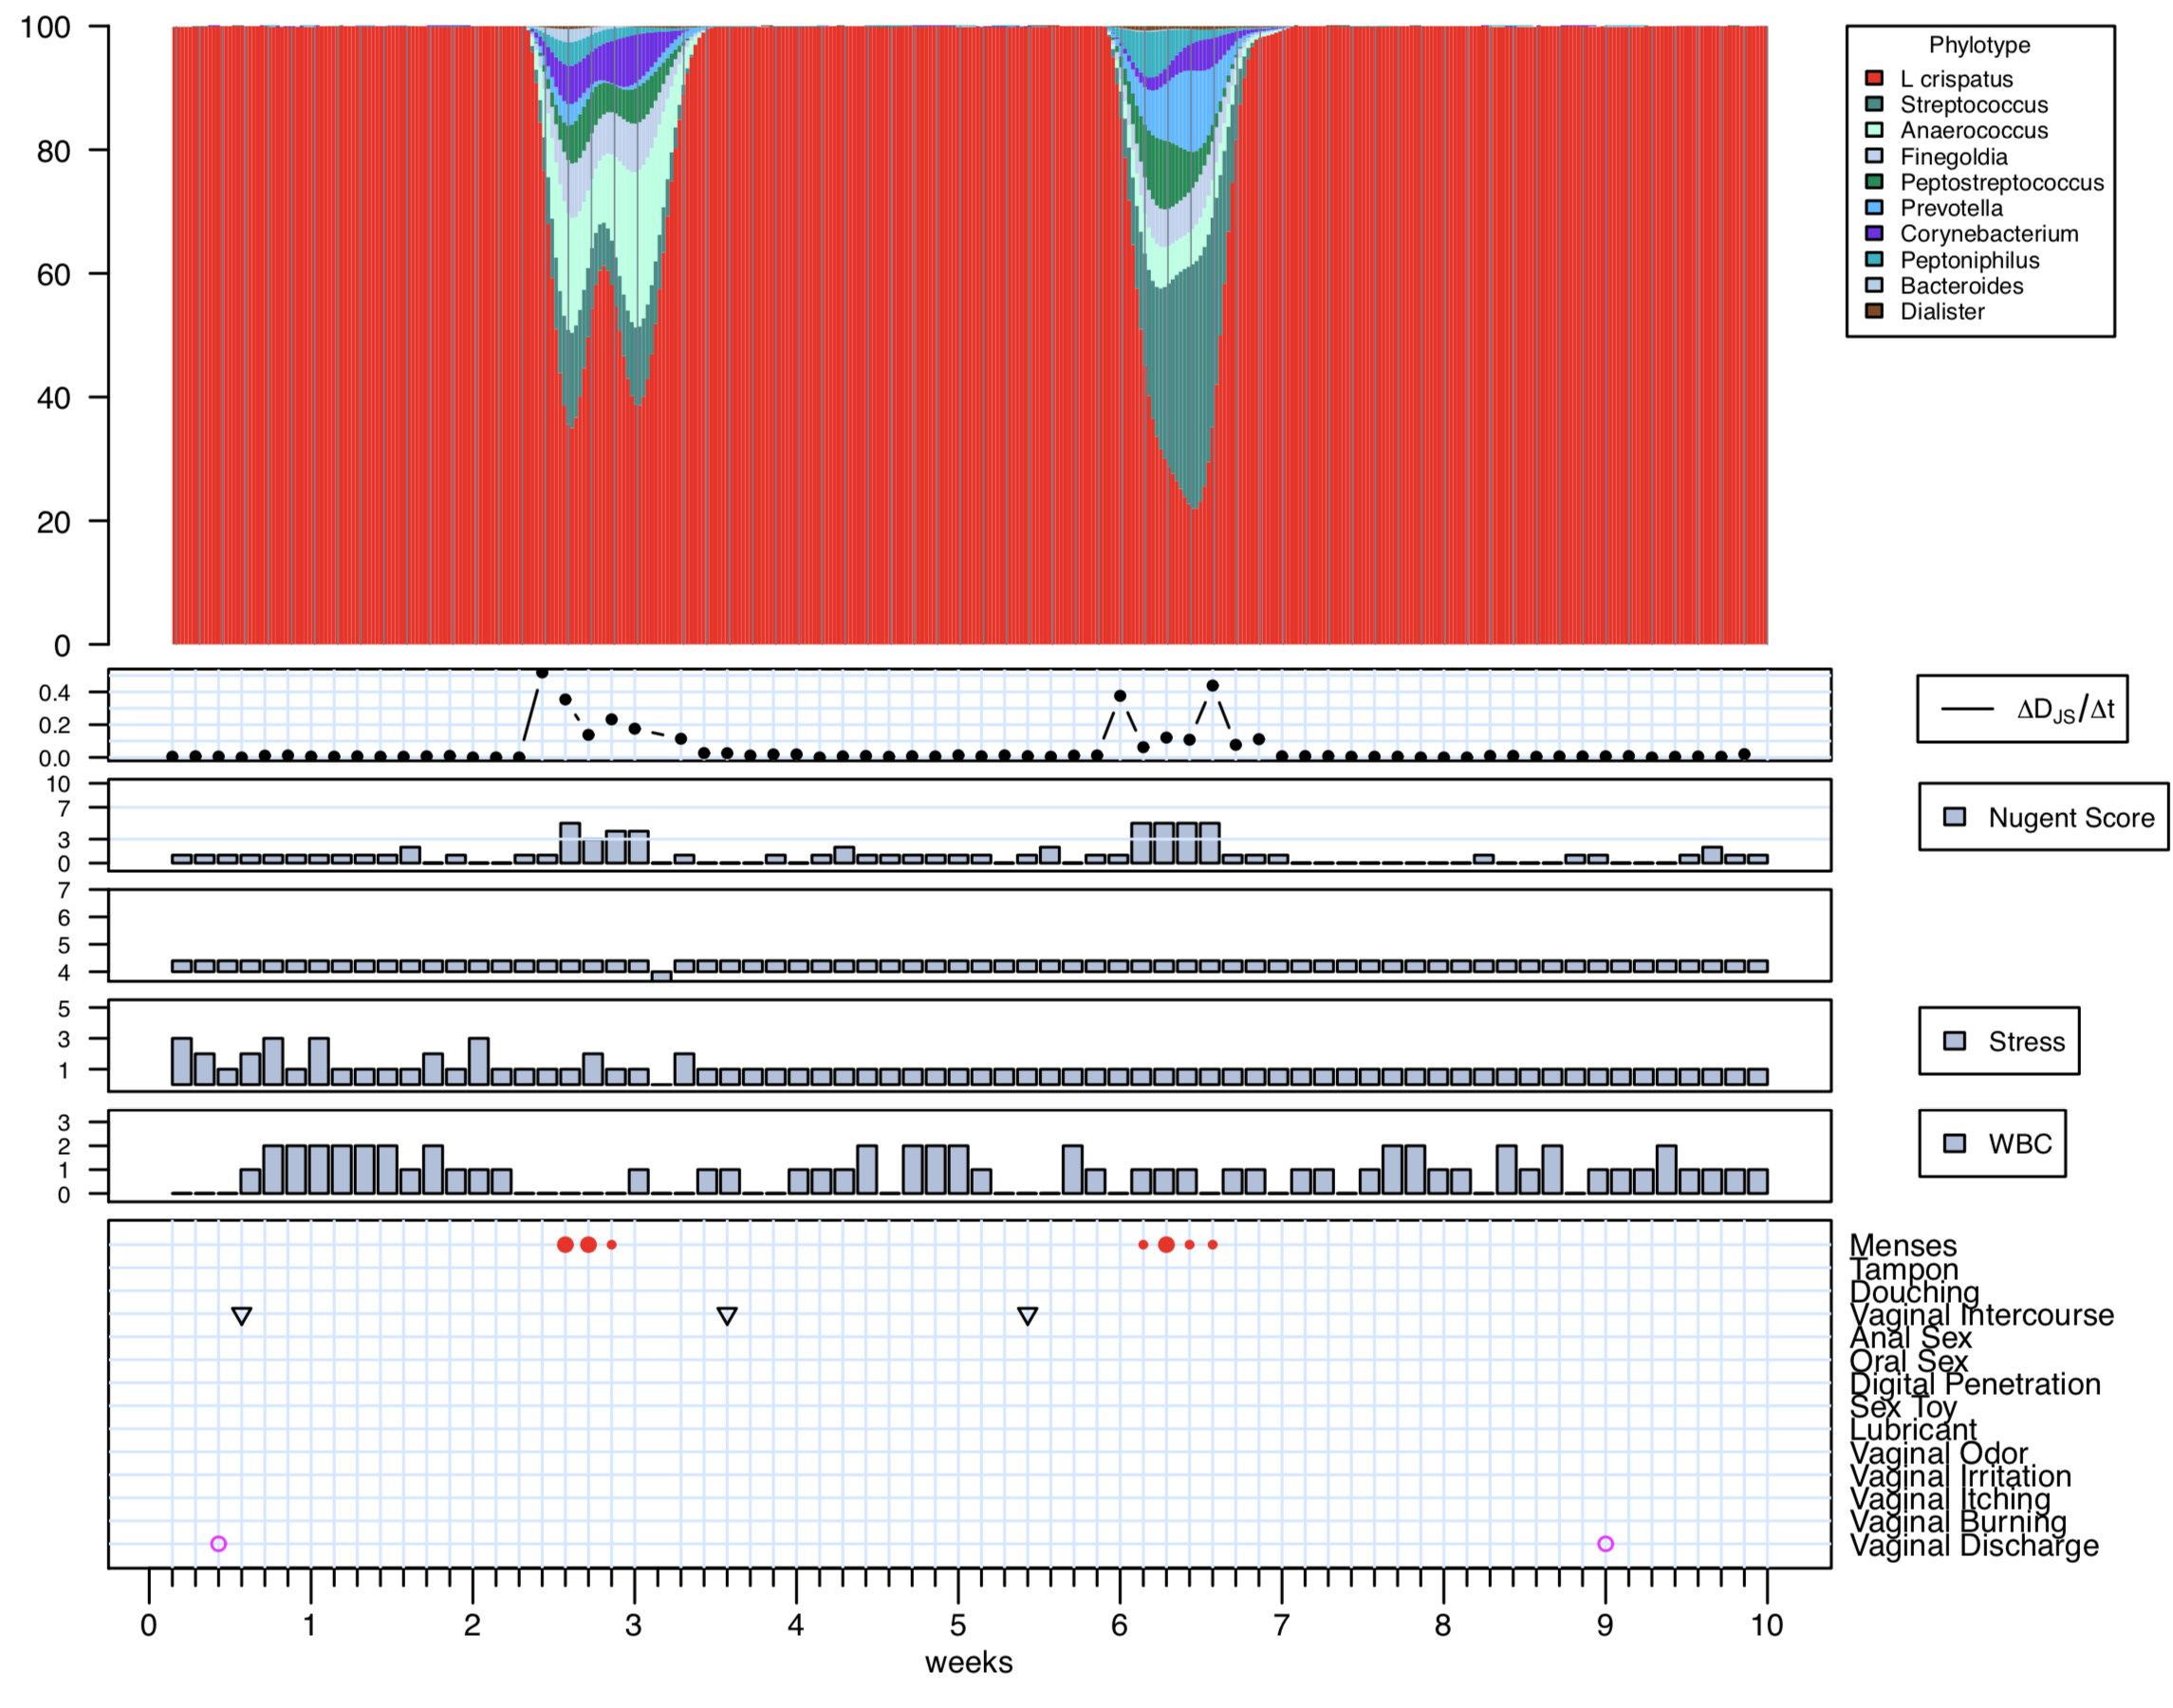 100
80
60
40
20
0
Phylotype
L crispatus
Streptococcus
Anaerococcus
Finegoldia
Peptostreptococcus
Prevotella
Corynebacterium
Peptoniphilus
Bacteroides
Dialister
0.4
0.2
0.0
ΔD_JS/Δt
10
7
3
0
Nugent Score
7
6
5
4
5
3
1
Stress
3
2
1
0
WBC
Menses
Tampon
Douching
Vaginal Intercourse
Anal Sex
Oral Sex
Digital Penetration
Sex Toy
Lubricant
Vaginal Odor
Vaginal Irritation
Vaginal Itching
Vaginal Burning
Vaginal Discharge
0 1 2 3 4 5 6 7 8 9 10
weeks